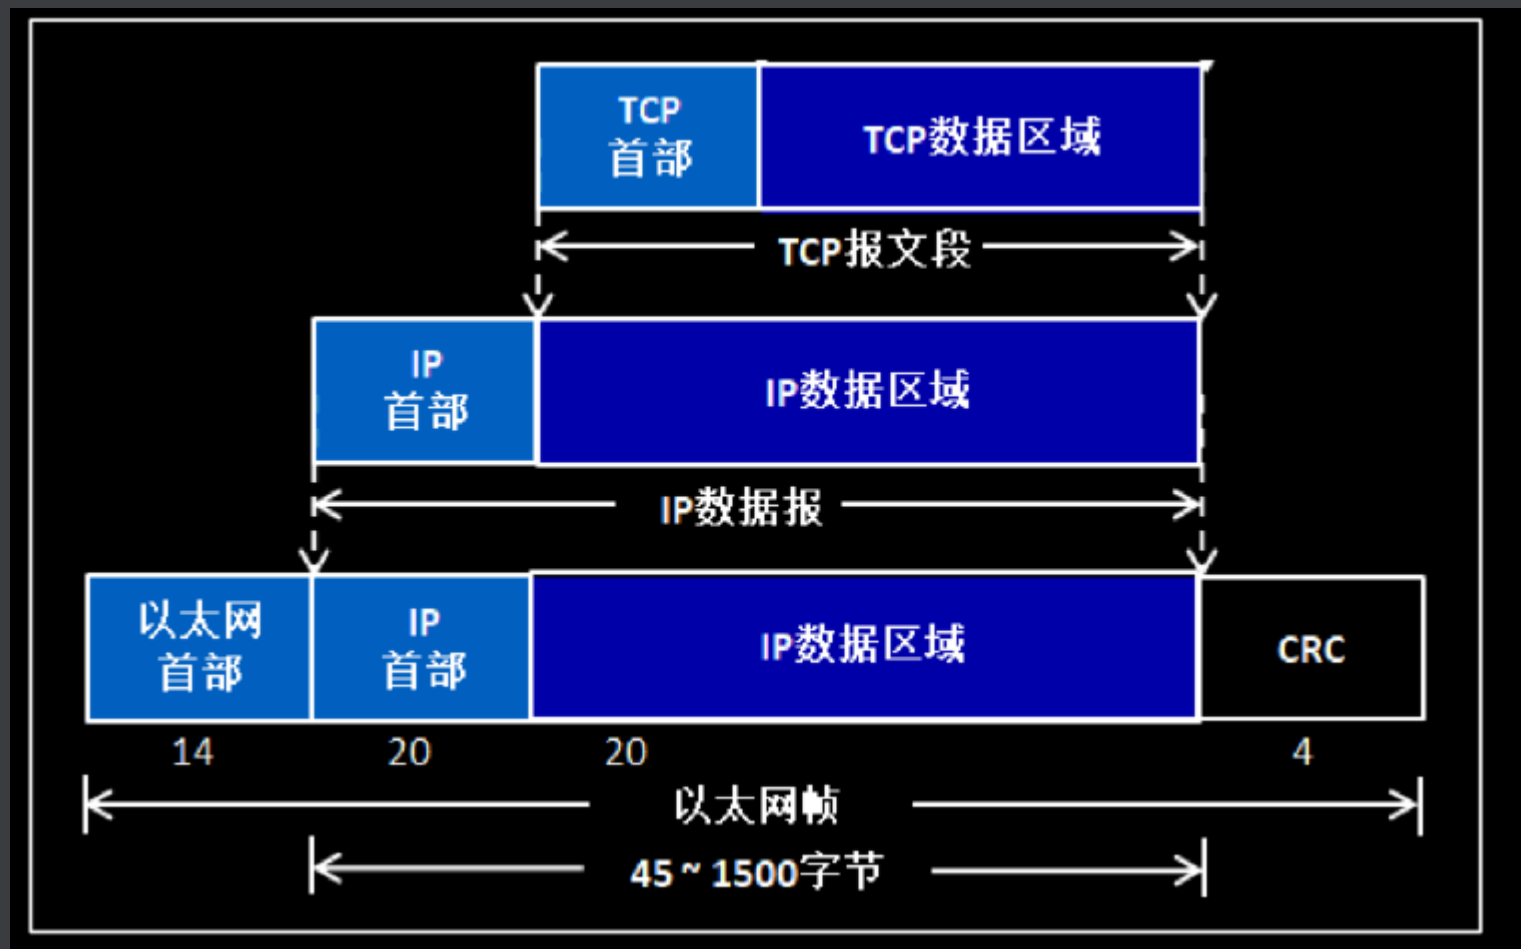 TCP
首部
TCP数据区域
TCP报文段
IP
首部
IP数据区域
IP数据报
以太网
首部
IP
首部
IP数据区域
CRC
14
20
20
4
以太网帧
45 ~ 1500字节